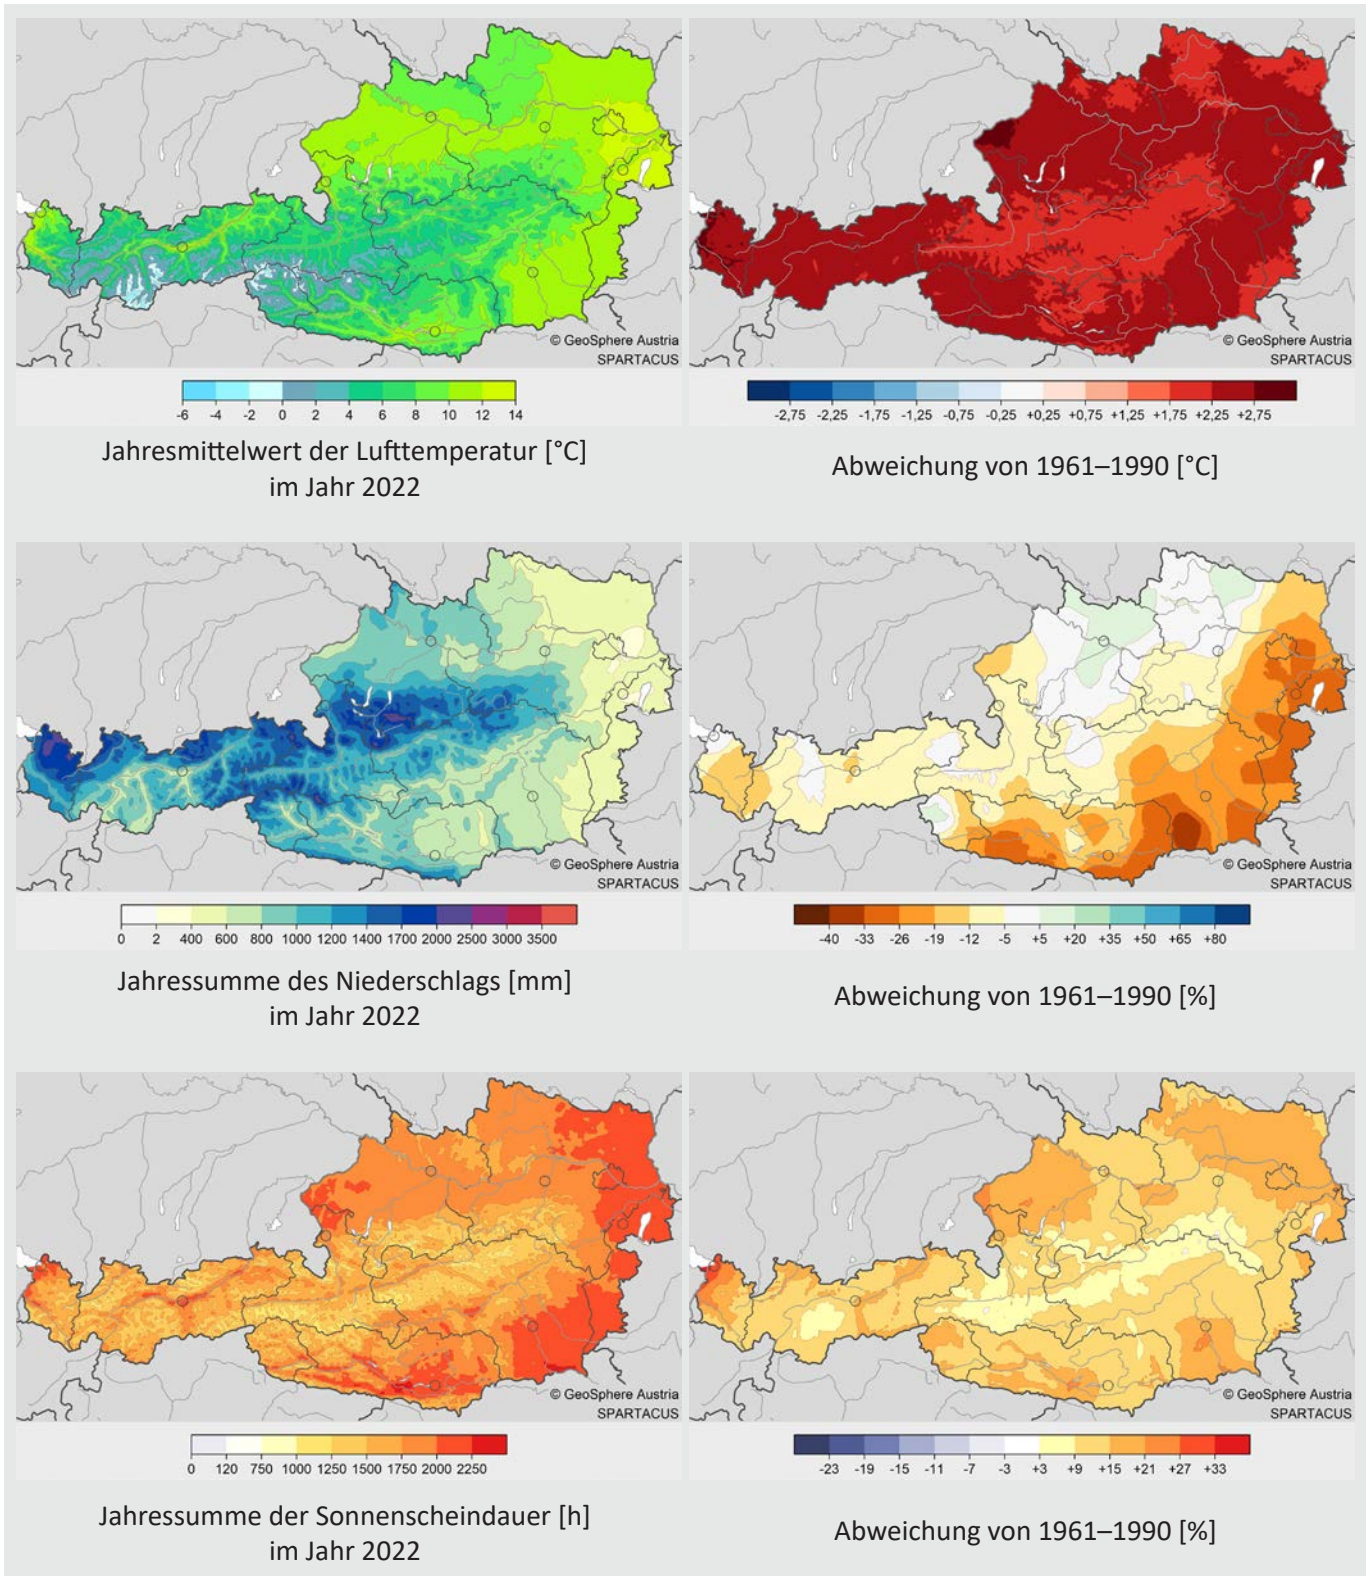 © GeoSphere Austria
SPARTACUS
-6 -4 -2 0 2 4 6 8 10 12 14
Jahresmittelwert der Lufttemperatur [°C]
im Jahr 2022
© GeoSphere Austria
SPARTACUS
-2,75 -2,25 -1,75 -1,25 -0,75 -0,25 +0,25 +0,75 +1,25 +1.75 +2,25 +2,75
Abweichung von 1961–1990 [°C]
© GeoSphere Austria
SPARTACUS
0 2 400 600 800 1000 1200 1400 1700 2000 2500 3000 3500
Jahressumme des Niederschlags [mm]
im Jahr 2022
© GeoSphere Austria
SPARTACUS
-40 -33 -26 -19 -12 -5 +5 +20 +35 +50 +65 +80
Abweichung von 1961–1990 [%]
© GeoSphere Austria
SPARTACUS
0 120 750 1000 1250 1500 1750 2000 2250
Jahressumme der Sonnenscheindauer [h]
im Jahr 2022
© GeoSphere Austria
SPARTACUS
-23 -19 -15 -11 -7 -3 +3 +9 +15 +21 +27 +33
Abweichung von 1961–1990 [%]